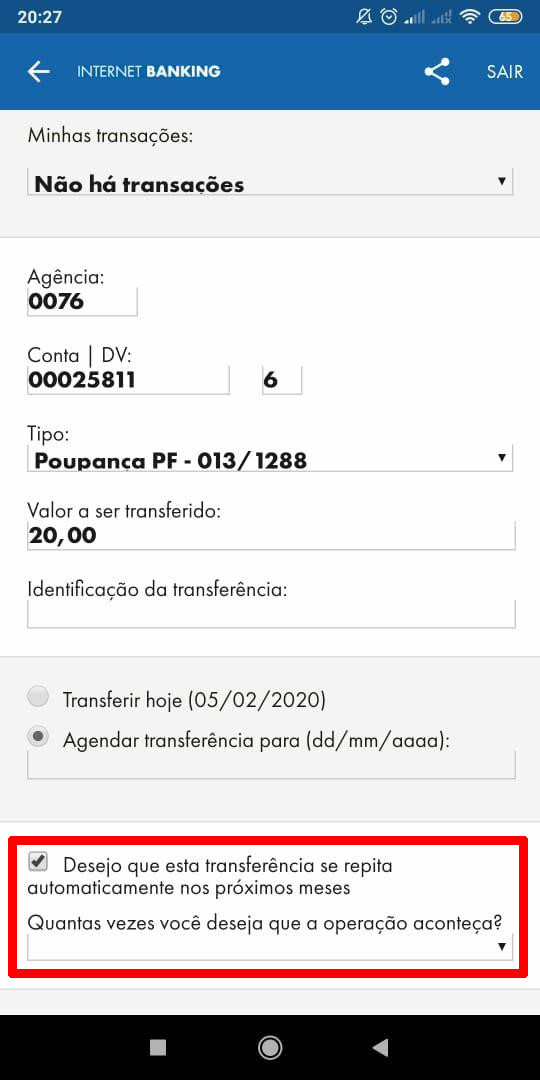 20:27
65
INTERNET BANKING
SAIR
Minhas transações:
Não há transações
Agência:
0076
Conta | DV:
00025811 6
Tipo:
Poupança PF - 013/1288
Valor a ser transferido:
20,00
Identificação da transferência:
Transferir hoje (05/02/2020)
Agendar transferência para (dd/mm/aaaa):
Desejo que esta transferência se repita
automaticamente nos próximos meses
Quantas vezes você deseja que a operação aconteça?